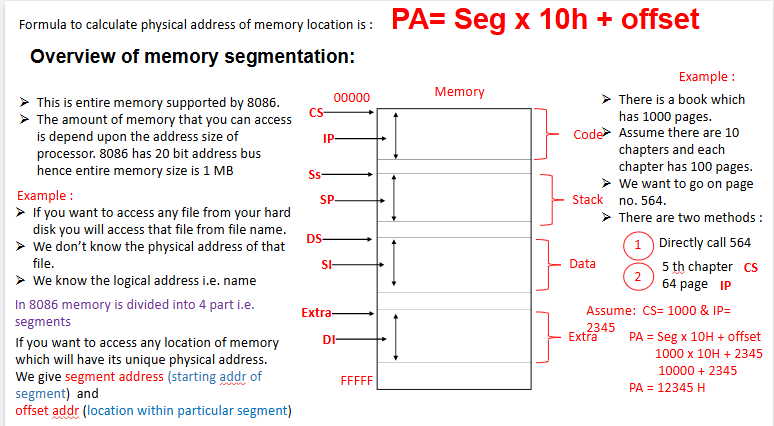 Formula to calculate physical address of memory location is : PA= Seg x 10h + offset
Overview of memory segmentation:
➢ This is entire memory supported by 8086.
➢ The amount of memory that you can access
is depend upon the address size of
processor. 8086 has 20 bit address bus
hence entire memory size is 1 MB
Example :
➢ If you want to access any file from your hard
disk you will access that file from file name.
➢ We don't know the physical address of that
file.
➢ We know the logical address i.e. name
In 8086 memory is divided into 4 part i.e.
segments
If you want to access any location of memory
which will have its unique physical address.
We give segment address (starting addr of
segment) and
offset addr (location within particular segment)
00000
Memory
CS
IP
Ss
SP
DS
SI
Extra
DI
FFFFF
Code
Stack
Data
Extra
Example :
➢ There is a book which
has 1000 pages.
➢ Assume there are 10
chapters and each
chapter has 100 pages.
➢ We want to go on page
no. 564.
➢ There are two methods :
1 Directly call 564
2 5 th chapter CS
64 page IP
Assume: CS= 1000 & IP=
2345
PA = Seg x 10H + offset
1000 x 10H + 2345
10000 + 2345
PA = 12345 H